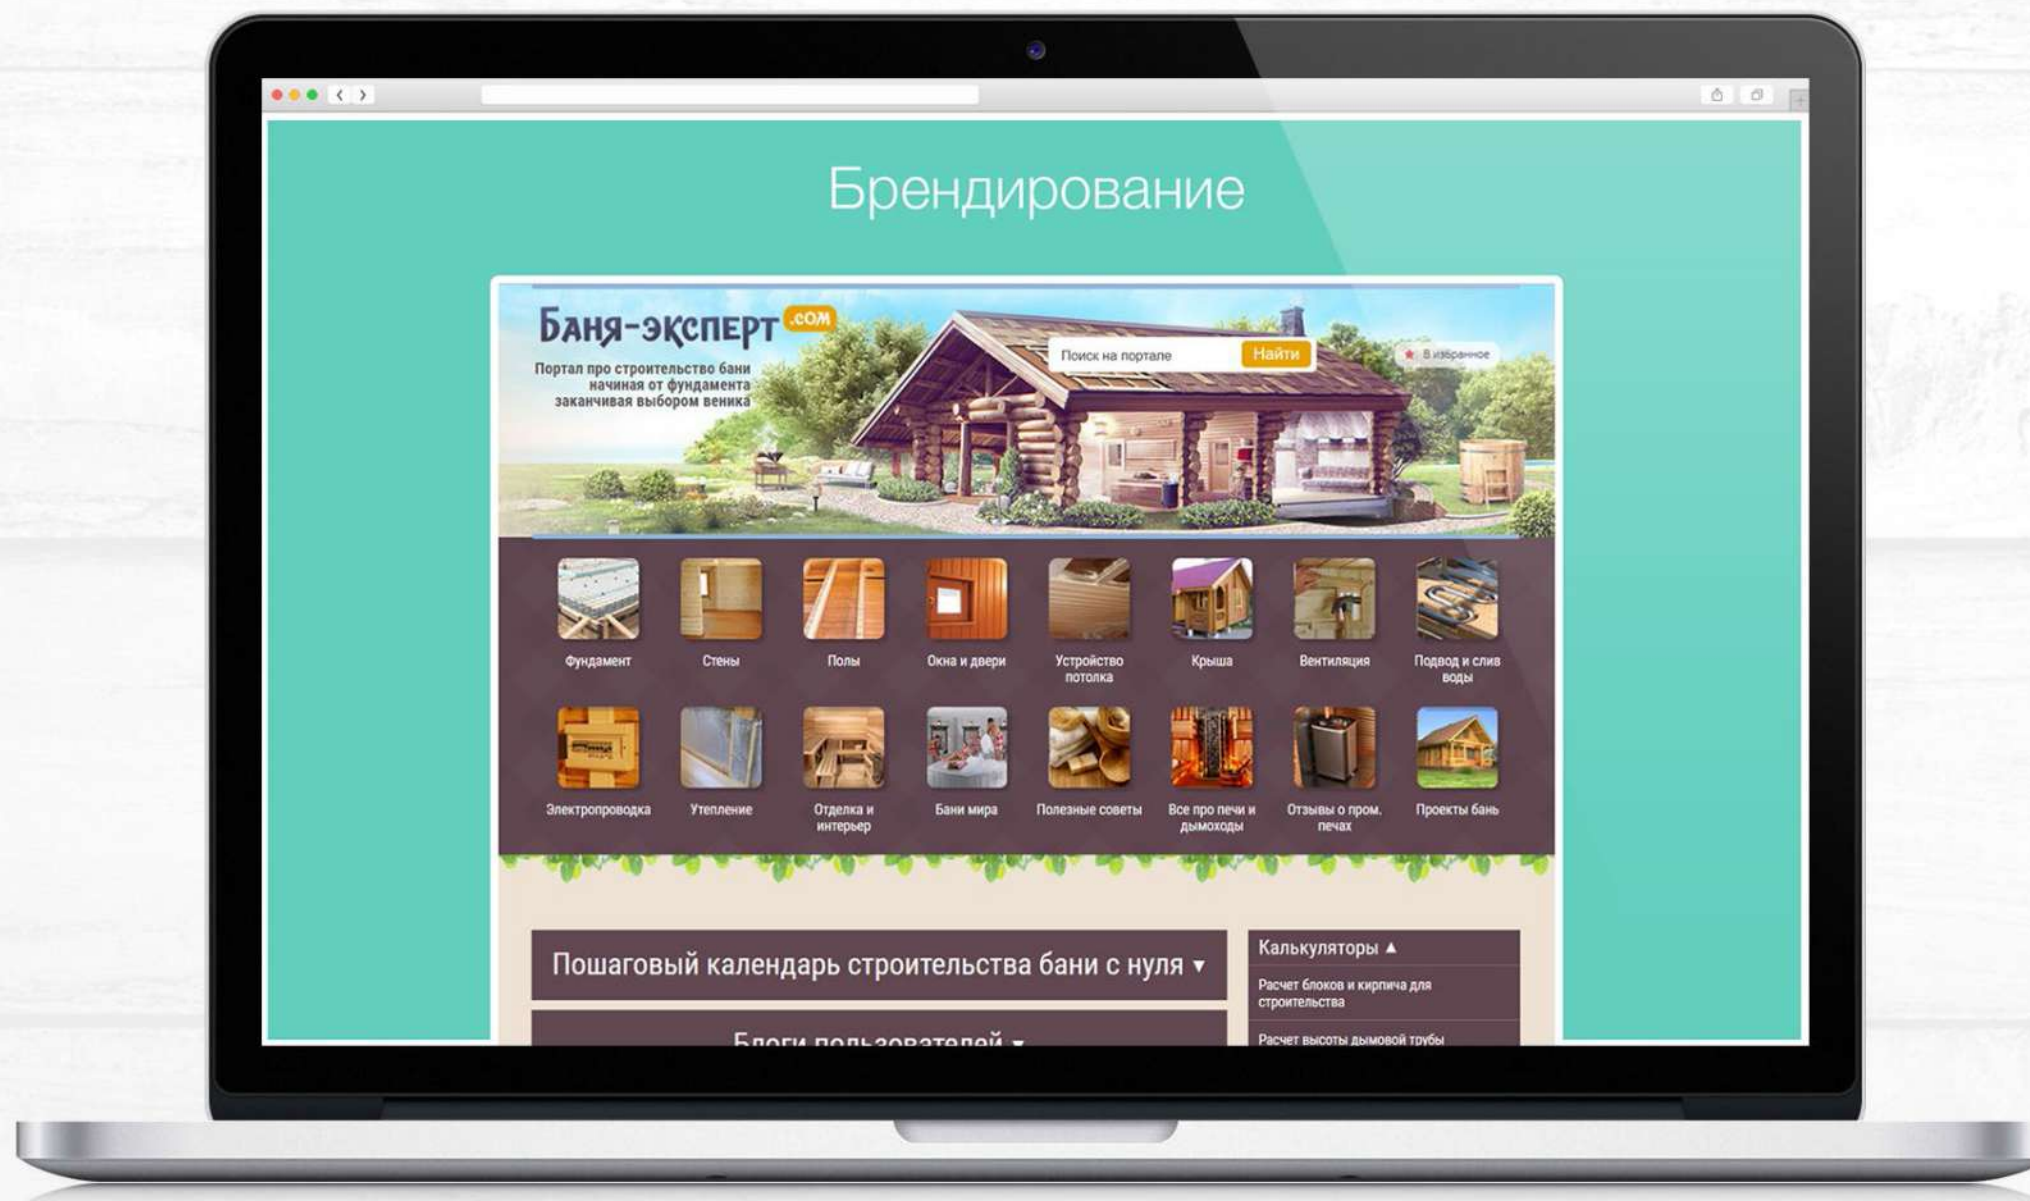 Брендирование
Баня-эксперт .com
Портал про строительство бани
начиная от фундамента
заканчивая выбором веника
Поиск на портале
Найти
В избранное
Фундамент
Стены
Полы
Окна и двери
Устройство
потолка
Крыша
Вентиляция
Подвод и слив
воды
Электропроводка
Утепление
Отделка и
интерьер
Бани мира
Полезные советы
Все про печи и
дымоходы
Отзывы о пром.
печах
Проекты бань
Пошаговый календарь строительства бани с нуля ▼
Калькуляторы ▲
Расчет блоков и кирпича для
строительства
Блоги пользователей ▼
Расчет высоты дымовой трубы